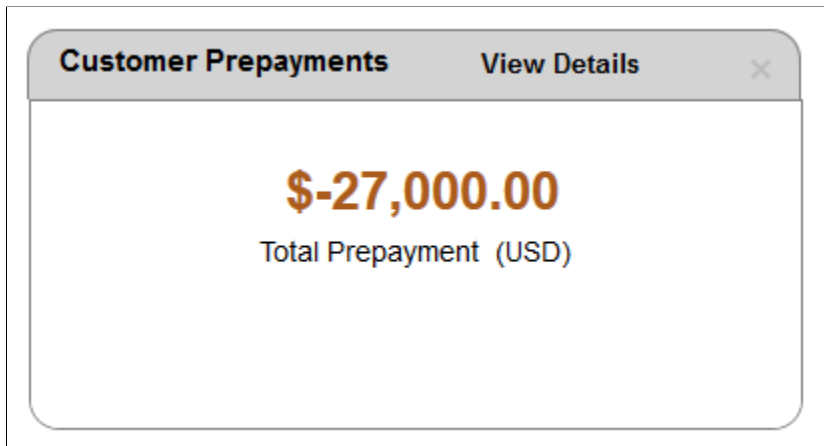 Customer Prepayments View Details ×
$-27,000.00
Total Prepayment (USD)